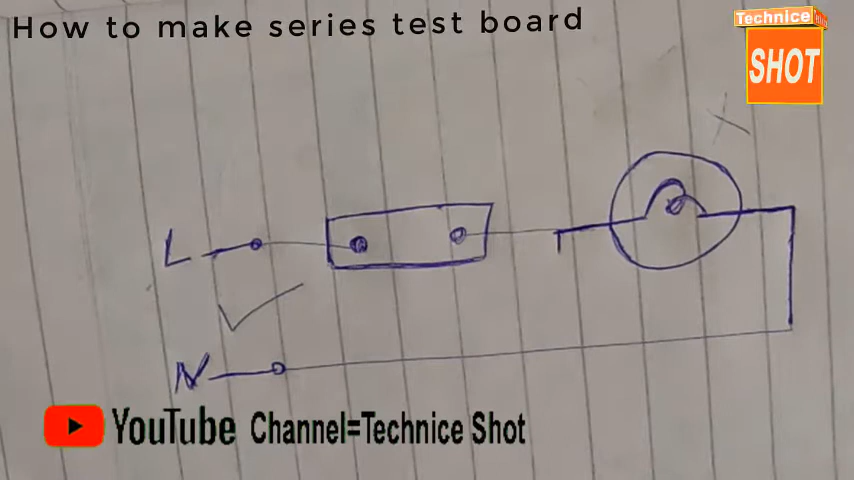 How to make series test board
Technice
SHOT
L
N
YouTube Channel=Technice Shot